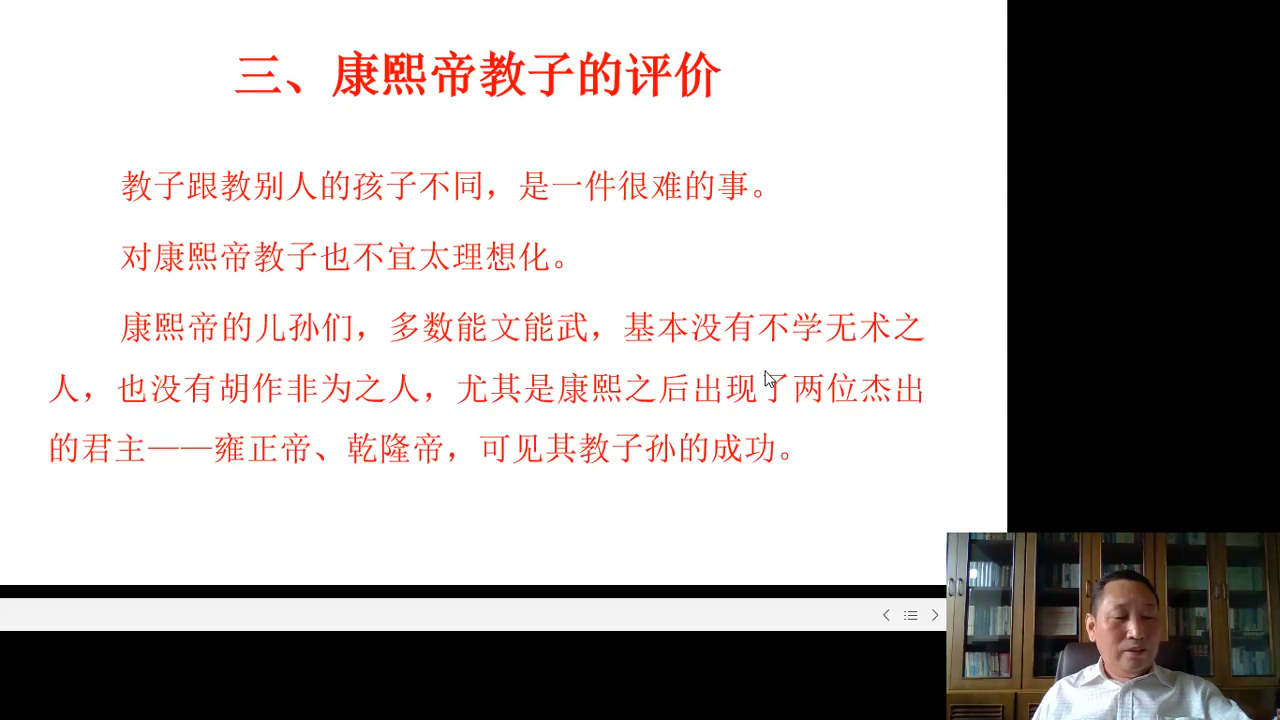 三、康熙帝教子的评价
教子跟教别人的孩子不同，是一件很难的事。
对康熙帝教子也不宜太理想化。
康熙帝的儿孙们，多数能文能武，基本没有不学无术之
人，也没有胡作非为之人，尤其是康熙之后出现了两位杰出
的君主——雍正帝、乾隆帝，可见其教子孙的成功。